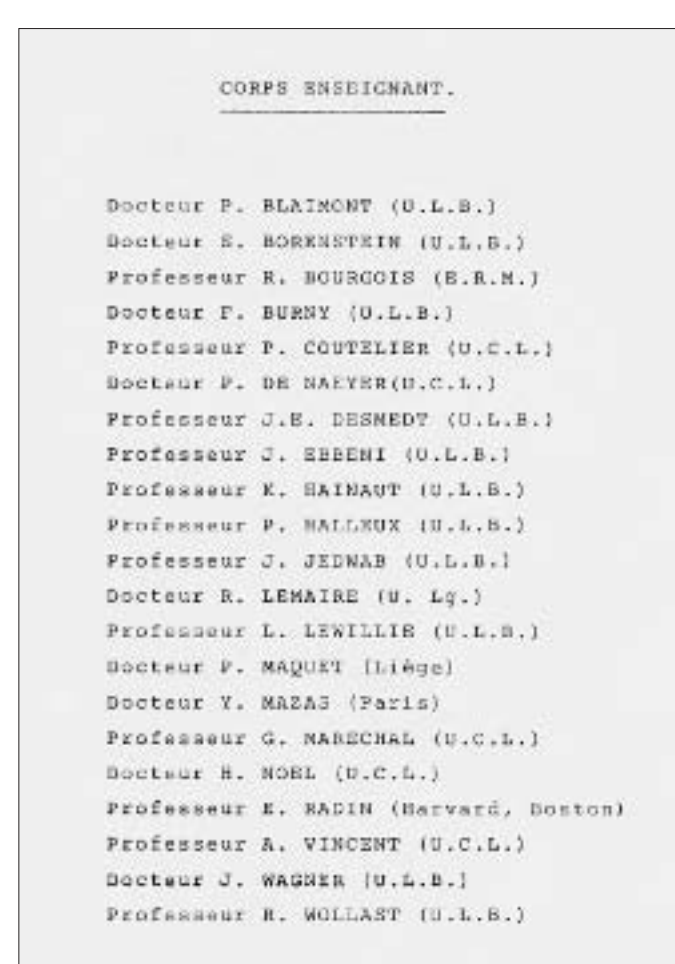 CORPS ENSEIGNANT.
Docteur P. BLAIMONT (U.L.B.)
Docteur S. BORENSTEIN (U.L.B.)
Professeur R. BOURGOIS (E.R.M.)
Docteur F. BURNY (U.L.B.)
Professeur P. COUTELIER (U.C.L.)
Docteur P. DE NAEYER(U.C.L.)
Professeur J.E. DESMEDT (U.L.B.)
Professeur J. EBBENI (U.L.B.)
Professeur K. HAINAUT (U.L.B.)
Professeur P. HALLEUX (U.L.B.)
Professeur J. JEDWAB (U.L.B.)
Docteur R. LEMAIRE (U. Lg.)
Professeur L. LEWILLIE (U.L.B.)
Docteur P. MAQUET (Liège)
Docteur Y. MAZAS (Paris)
Professeur G. MARECHAL (U.C.L.)
Docteur H. NOEL (U.C.L.)
Professeur E. RADIN (Harvard, Boston)
Professeur A. VINCENT (U.C.L.)
Docteur J. WAGNER (U.L.B.)
Professeur R. WOLLAST (U.L.B.)